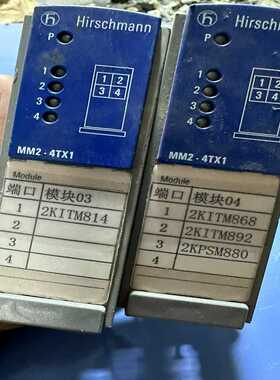 Hirschmann
P
1 2
3 4
1
2
3
4
MM2 - 4TX1
Module
端口 模块03
1 2KITM814
2
3
4
Hirschmann
P
1 2
3 4
1
2
3
4
MM2 - 4TX1
Module
端口 模块04
1 2KITM868
2 2KITM892
3 2KPSM880
4